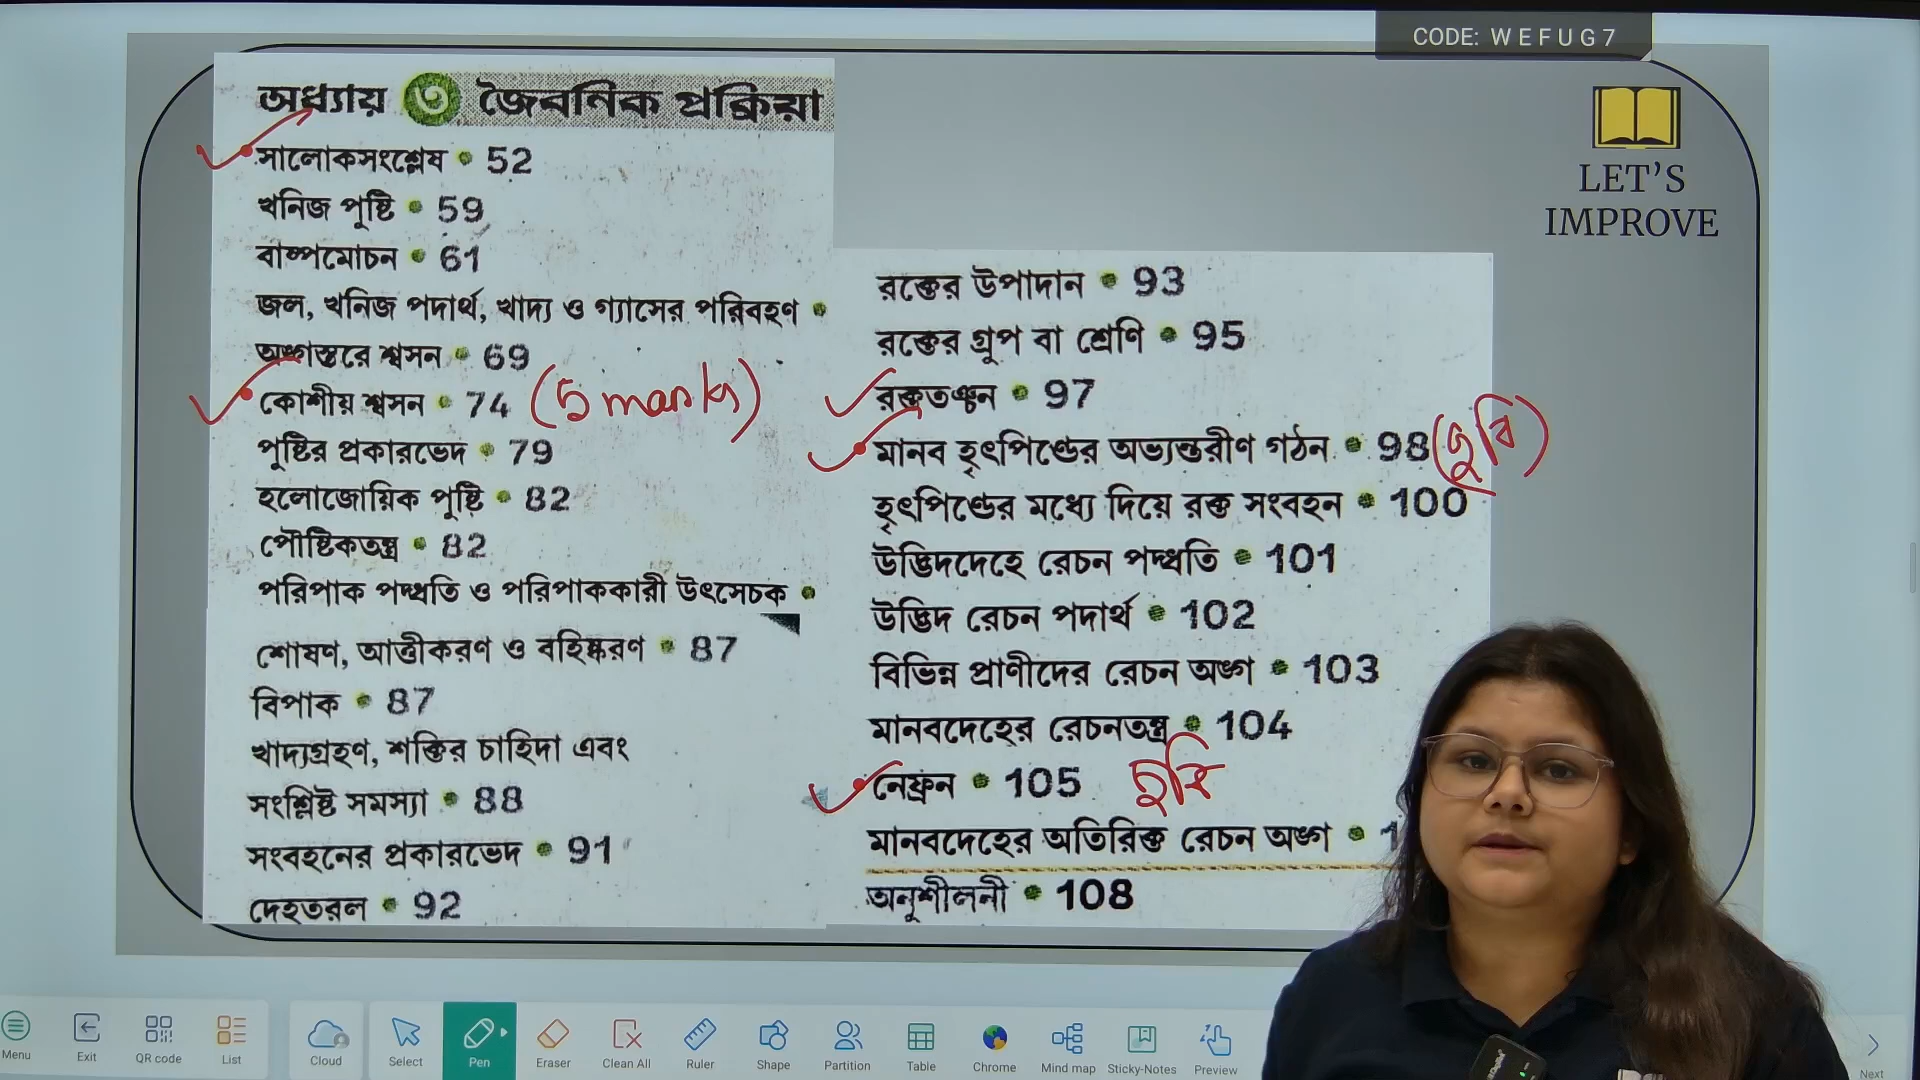 CODE: W E F U G 7
LET'S
IMPROVE
অধ্যায় ৩ জৈবনিক প্রক্রিয়া
সালোকসংশ্লেষ • 52
খনিজ পুষ্টি • 59
বাষ্পমোচন • 61
জল, খনিজ পদার্থ, খাদ্য ও গ্যাসের পরিবহণ •
অঙ্গস্তরে শ্বসন • 69
কোশীয় শ্বসন • 74 (5 marks)
পুষ্টির প্রকারভেদ • 79
হলোজোয়িক পুষ্টি • 82
পৌষ্টিকতন্ত্র • 82
পরিপাক পদ্ধতি ও পরিপাককারী উৎসেচক •
শোষণ, আত্তীকরণ ও বহিষ্করণ • 87
বিপাক • 87
খাদ্যগ্রহণ, শক্তির চাহিদা এবং
সংশ্লিষ্ট সমস্যা • 88
সংবহনের প্রকারভেদ • 91
দেহতরল • 92
রক্তের উপাদান • 93
রক্তের গ্রুপ বা শ্রেণি • 95
রক্ততঞ্চন • 97
মানব হৃৎপিণ্ডের অভ্যন্তরীণ গঠন • 98 (ছবি)
হৃৎপিণ্ডের মধ্যে দিয়ে রক্ত সংবহন • 100
উদ্ভিদদেহে রেচন পদ্ধতি • 101
উদ্ভিদ রেচন পদার্থ • 102
বিভিন্ন প্রাণীদের রেচন অঙ্গ • 103
মানবদেহের রেচনতন্ত্র • 104
নেফ্রন • 105 ছবি
মানবদেহের অতিরিক্ত রেচন অঙ্গ •
অনুশীলনী • 108
Menu
Exit
QR code
List
Cloud
Select
Pen
Eraser
Clean All
Ruler
Shape
Partition
Table
Chrome
Mind map
Sticky-Notes
Preview
Next